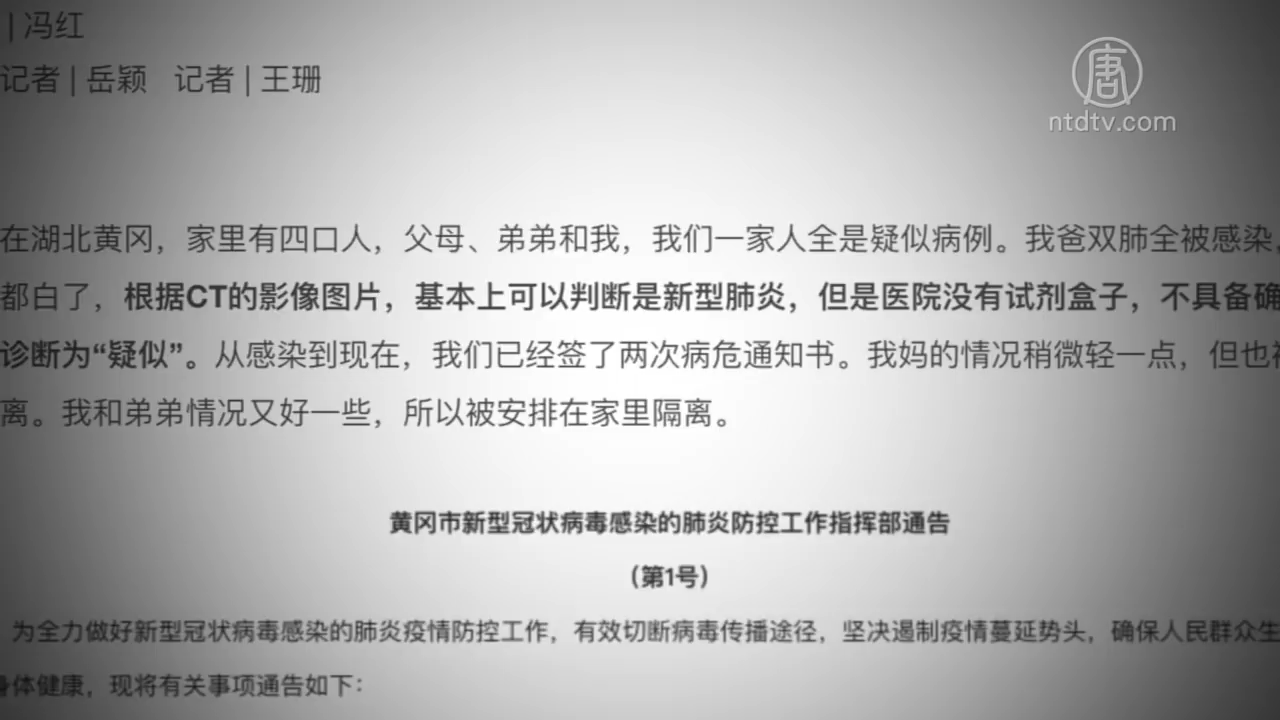 | 冯红
记者 | 岳颖 记者 | 王珊
唐
ntdtv.com
在湖北黄冈，家里有四口人，父母、弟弟和我，我们一家人全是疑似病例。我爸双肺全被感染，
都白了，根据CT的影像图片，基本上可以判断是新型肺炎，但是医院没有试剂盒子，不具备确
诊断为“疑似”。从感染到现在，我们已经签了两次病危通知书。我妈的情况稍微轻一点，但也被
离。我和弟弟情况又好一些，所以被安排在家里隔离。
黄冈市新型冠状病毒感染的肺炎防控工作指挥部通告
（第1号）
为全力做好新型冠状病毒感染的肺炎疫情防控工作，有效切断病毒传播途径，坚决遏制疫情蔓延势头，确保人民群众生
身体健康，现将有关事项通告如下：